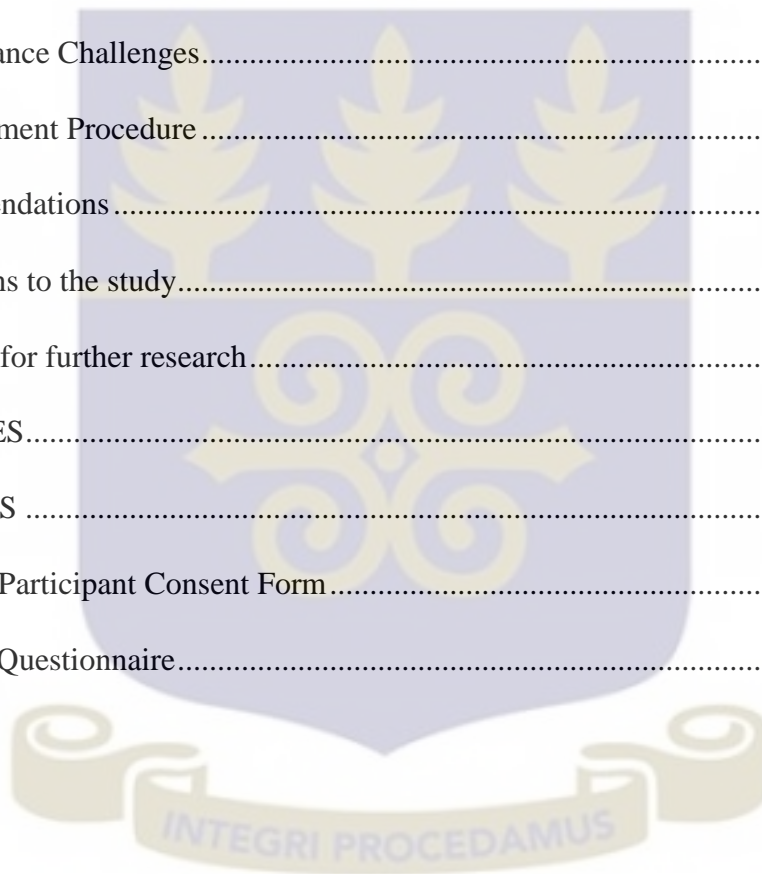 ance Challenges....................................................................
ment Procedure ....................................................................
ndations....................................................................
ns to the study....................................................................
for further research....................................................................
ES....................................................................
S ....................................................................
Participant Consent Form....................................................................
Questionnaire....................................................................
INTEGRI PROCEDAMUS